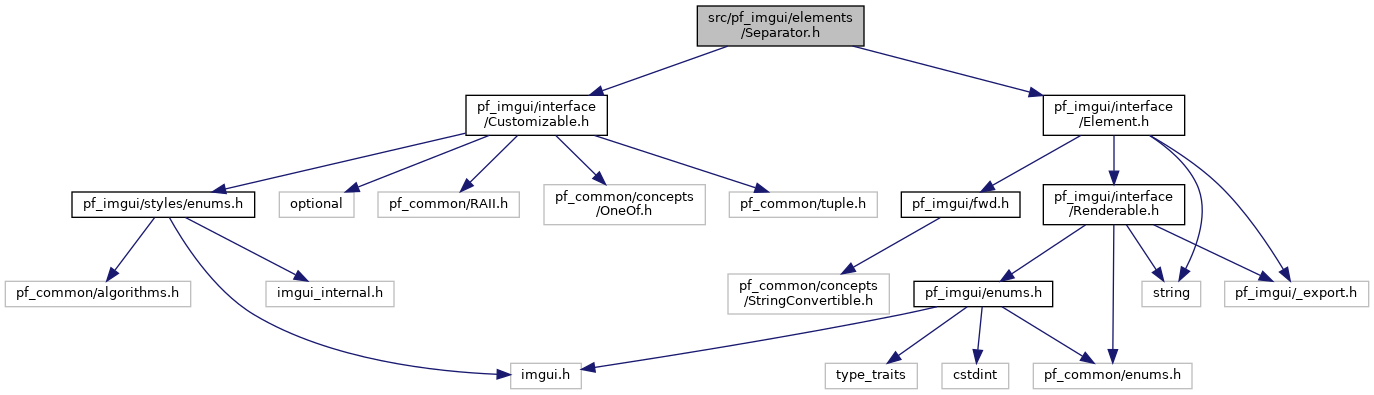 src/pf_imgui/elements
/Separator.h
pf_imgui/interface
/Customizable.h
pf_imgui/interface
/Element.h
pf_imgui/styles/enums.h
optional
pf_common/RAII.h
pf_common/concepts
/OneOf.h
pf_common/tuple.h
pf_imgui/fwd.h
pf_imgui/interface
/Renderable.h
pf_common/algorithms.h
imgui_internal.h
pf_common/concepts
/StringConvertible.h
pf_imgui/enums.h
string
pf_imgui/_export.h
imgui.h
type_traits
cstdint
pf_common/enums.h